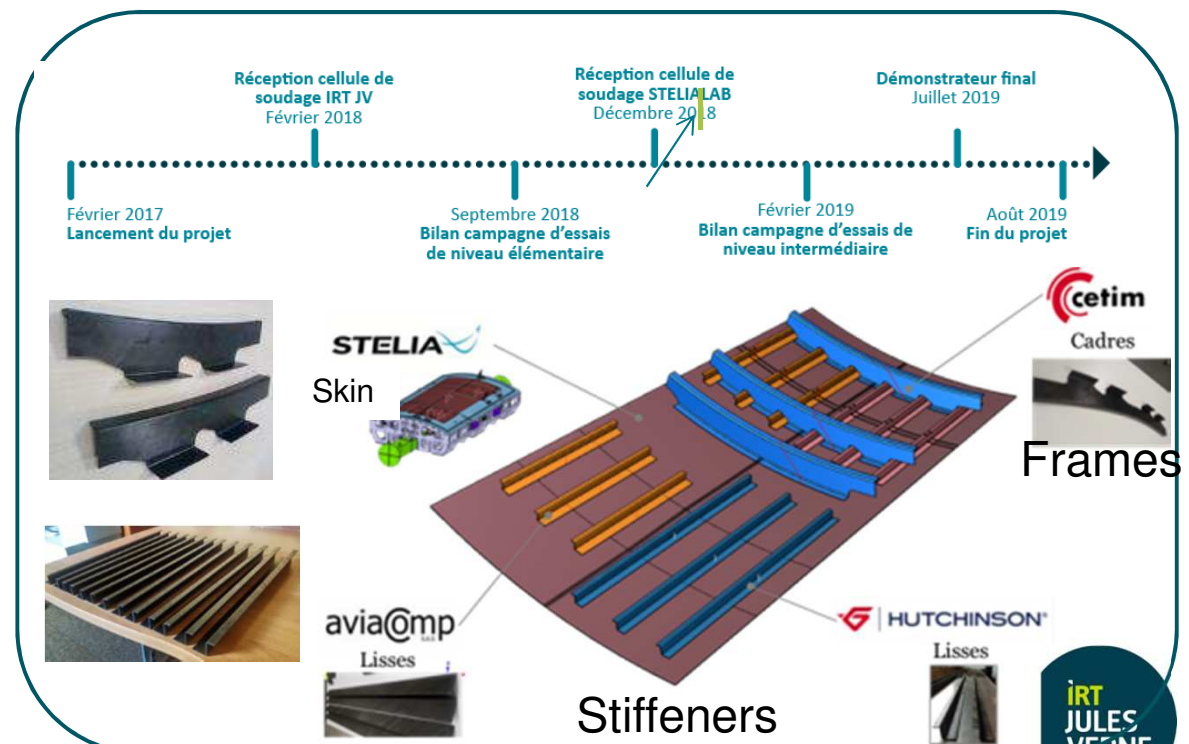 Réception cellule de
soudage IRT JV
Février 2018
Réception cellule de
soudage STELIALAB
Décembre 2018
Démonstrateur final
Juillet 2019
Février 2017
Lancement du projet
Septembre 2018
Bilan campagne d'essais
de niveau élémentaire
Février 2019
Bilan campagne d'essais de
niveau intermédiaire
Août 2019
Fin du projet
STELIA
Skin
cetim
Cadres
Frames
aviacomp
S.A.S
Lisses
HUTCHINSON®
Lisses
Stiffeners
IRT
JULES
VERNE